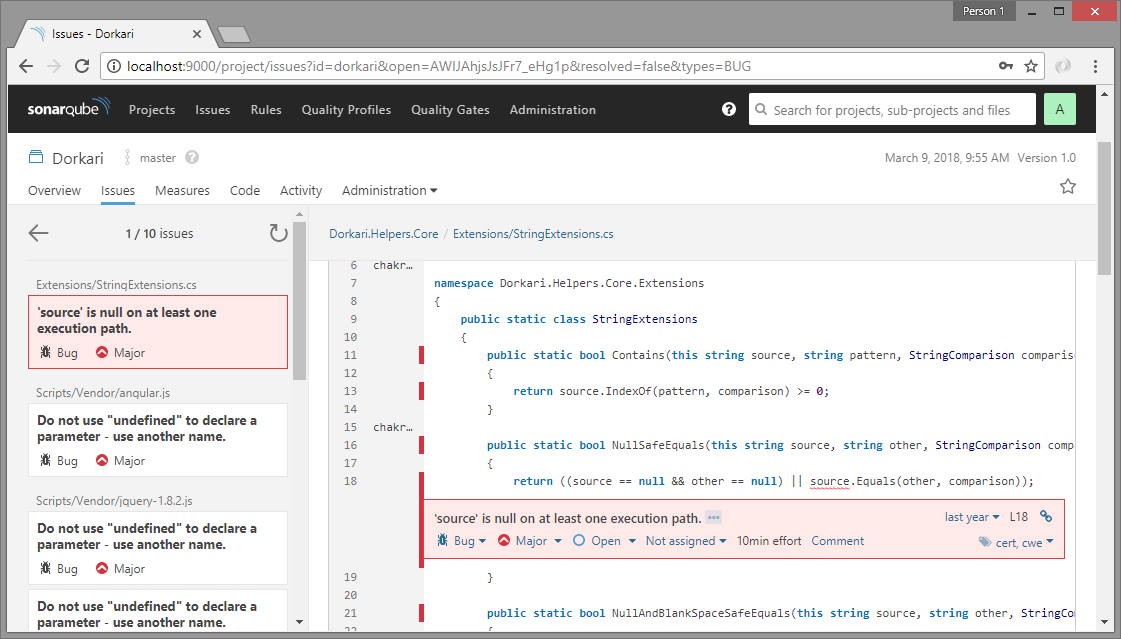 Person 1
Issues - Dorkari
localhost:9000/project/issues?id=dorkari&open=AWIJAhjsJsJFr7_eHg1p&resolved=false&types=BUG
sonarqube Projects Issues Rules Quality Profiles Quality Gates Administration ? Search for projects, sub-projects and files A
Dorkari master ? March 9, 2018, 9:55 AM Version 1.0
Overview Issues Measures Code Activity Administration
1 / 10 issues
Extensions/StringExtensions.cs
'source' is null on at least one
execution path.
Bug Major
Scripts/Vendor/angular.js
Do not use "undefined" to declare a
parameter - use another name.
Bug Major
Scripts/Vendor/jquery-1.8.2.js
Do not use "undefined" to declare a
parameter - use another name.
Bug Major
Do not use "undefined" to declare a
parameter - use another name.
Dorkari.Helpers.Core / Extensions/StringExtensions.cs
6 chakr…
7 namespace Dorkari.Helpers.Core.Extensions
8 {
9 public static class StringExtensions
10 {
11 public static bool Contains(this string source, string pattern, StringComparison compariso
12 {
13 return source.IndexOf(pattern, comparison) >= 0;
14 }
15 chakr…
16 public static bool NullSafeEquals(this string source, string other, StringComparison comp
17 {
18 return ((source == null && other == null) || source.Equals(other, comparison));
'source' is null on at least one execution path. ••• last year L18
Bug Major Open Not assigned 10min effort Comment cert, cwe
19 }
20
21 public static bool NullAndBlankSpaceSafeEquals(this string source, string other, StringCo
22 {